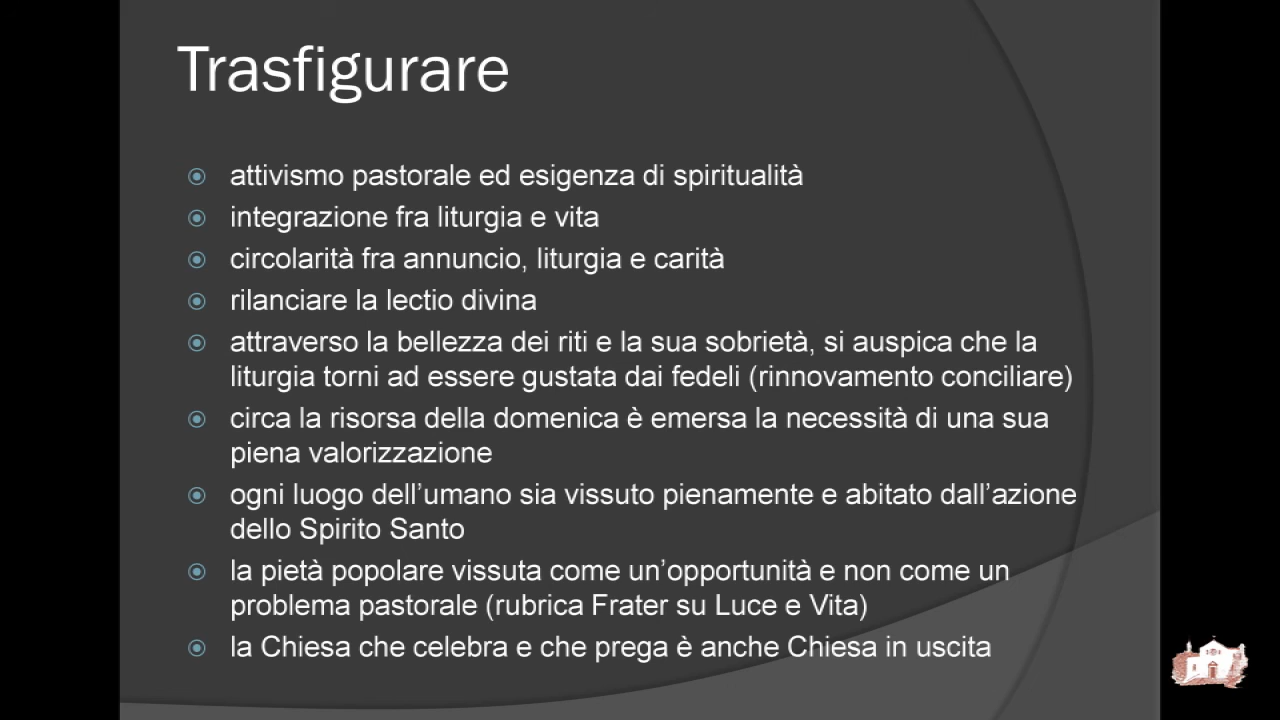 Trasfigurare
attivismo pastorale ed esigenza di spiritualità
integrazione fra liturgia e vita
circolarità fra annuncio, liturgia e carità
rilanciare la lectio divina
attraverso la bellezza dei riti e la sua sobrietà, si auspica che la
liturgia torni ad essere gustata dai fedeli (rinnovamento conciliare)
circa la risorsa della domenica è emersa la necessità di una sua
piena valorizzazione
ogni luogo dell’umano sia vissuto pienamente e abitato dall’azione
dello Spirito Santo
la pietà popolare vissuta come un’opportunità e non come un
problema pastorale (rubrica Frater su Luce e Vita)
la Chiesa che celebra e che prega è anche Chiesa in uscita